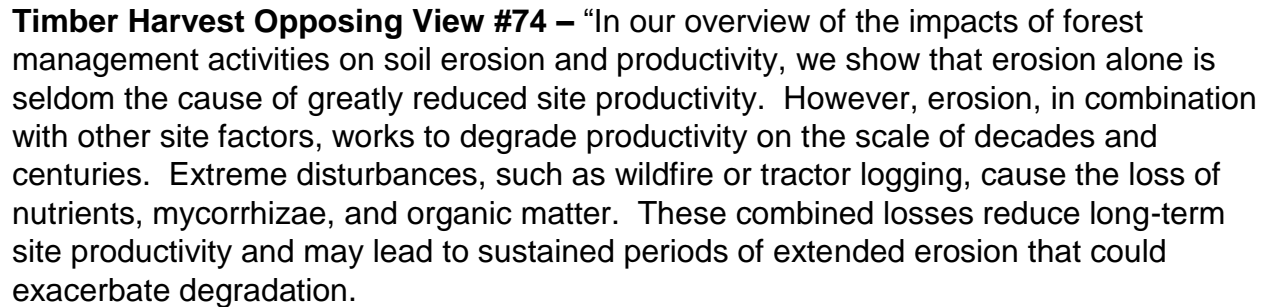 Timber Harvest Opposing View #74 – “In our overview of the impacts of forest
management activities on soil erosion and productivity, we show that erosion alone is
seldom the cause of greatly reduced site productivity.  However, erosion, in combination
with other site factors, works to degrade productivity on the scale of decades and
centuries.  Extreme disturbances, such as wildfire or tractor logging, cause the loss of
nutrients, mycorrhizae, and organic matter.  These combined losses reduce long-term
site productivity and may lead to sustained periods of extended erosion that could
exacerbate degradation.